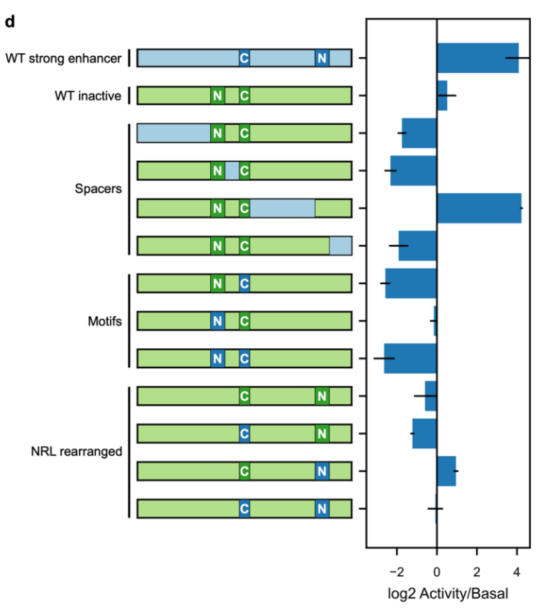 d
WT strong enhancer C N
WT inactive N C
N C
N C
Spacers
N C
N C
N C
Motifs N C
N C
C N
C N
NRL rearranged
C N
C N
−2 0 2 4
log2 Activity/Basal